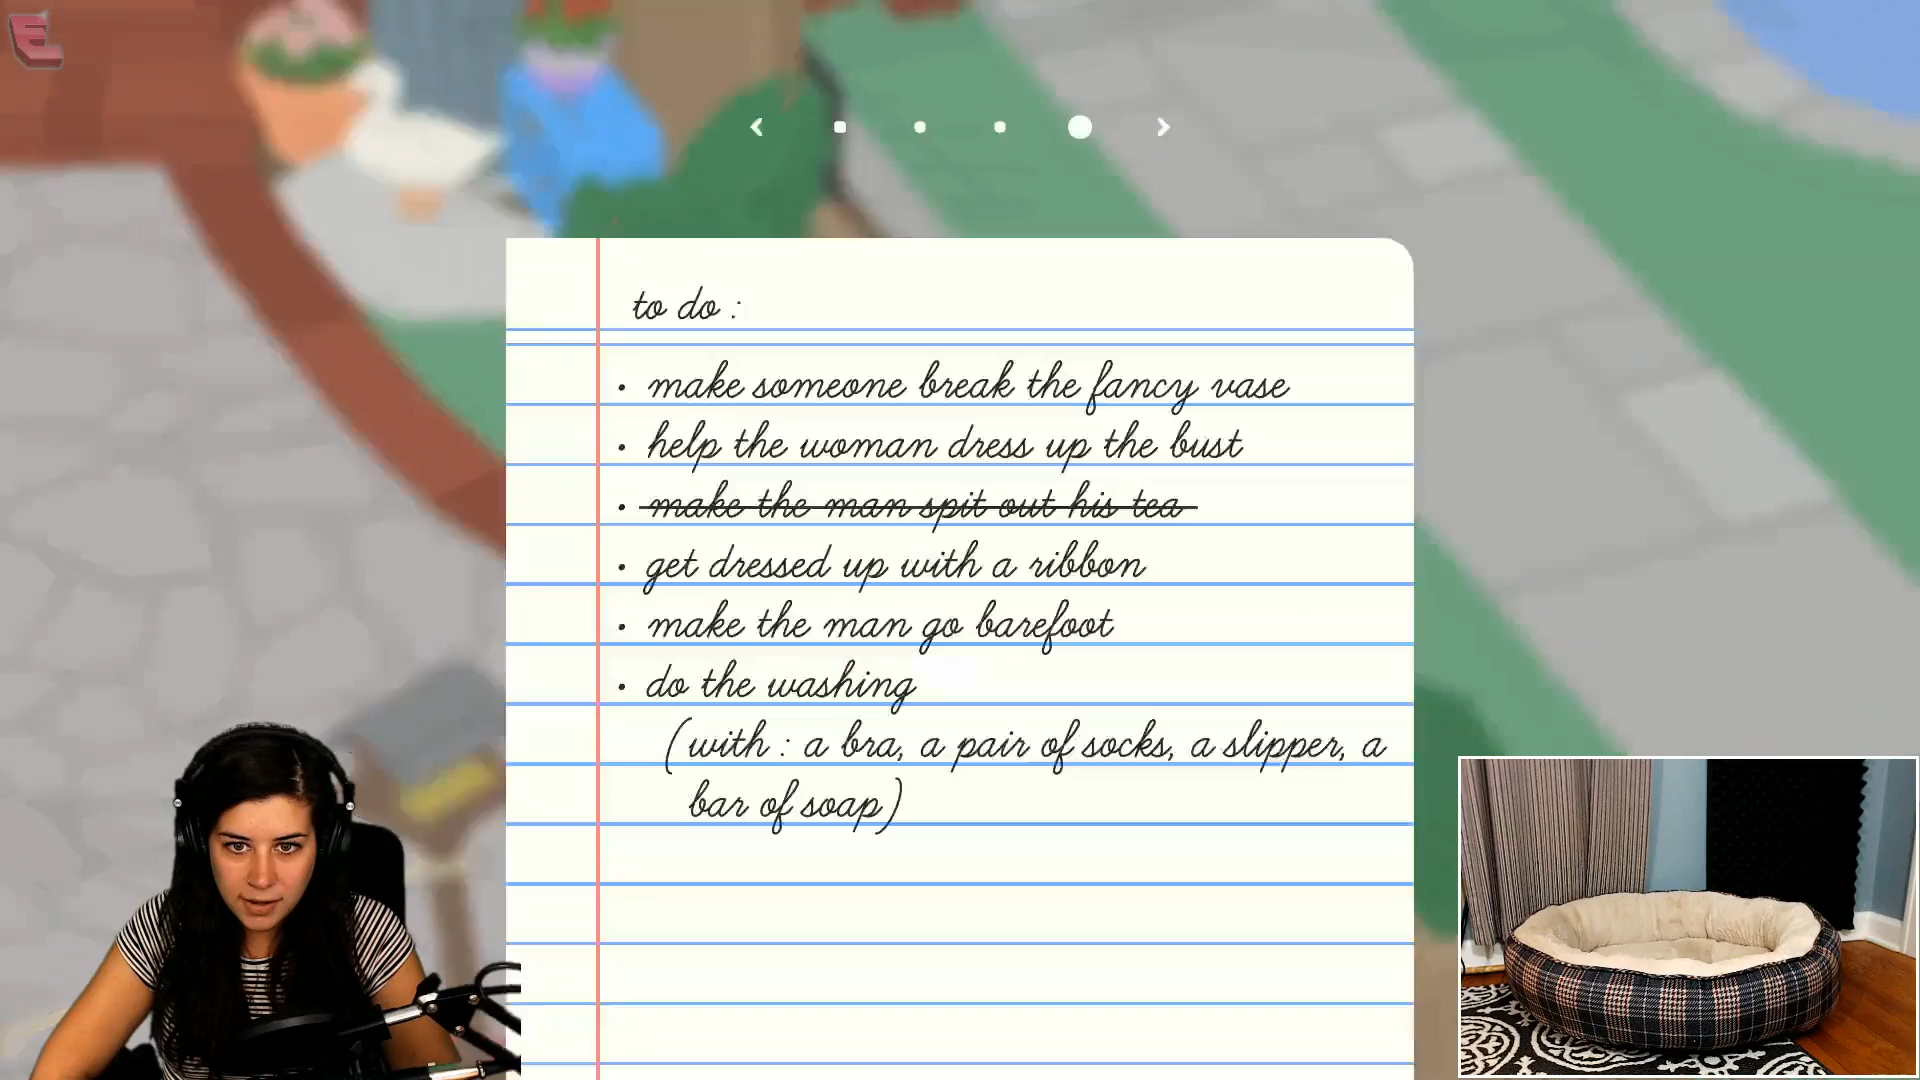 to do :
• make someone break the fancy vase
• help the woman dress up the bust
• make the man spit out his tea
• get dressed up with a ribbon
• make the man go barefoot
• do the washing
(with : a bra, a pair of socks, a slipper, a
bar of soap)